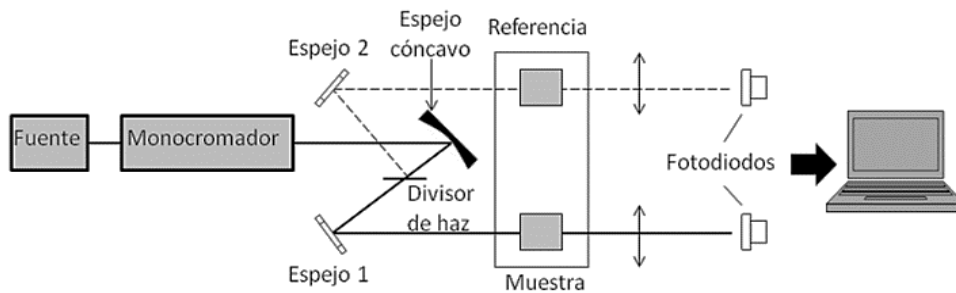 Espejo
cóncavo
Referencia
Espejo 2
Fuente
Monocromador
Fotodiodos
Divisor
de haz
Espejo 1
Muestra